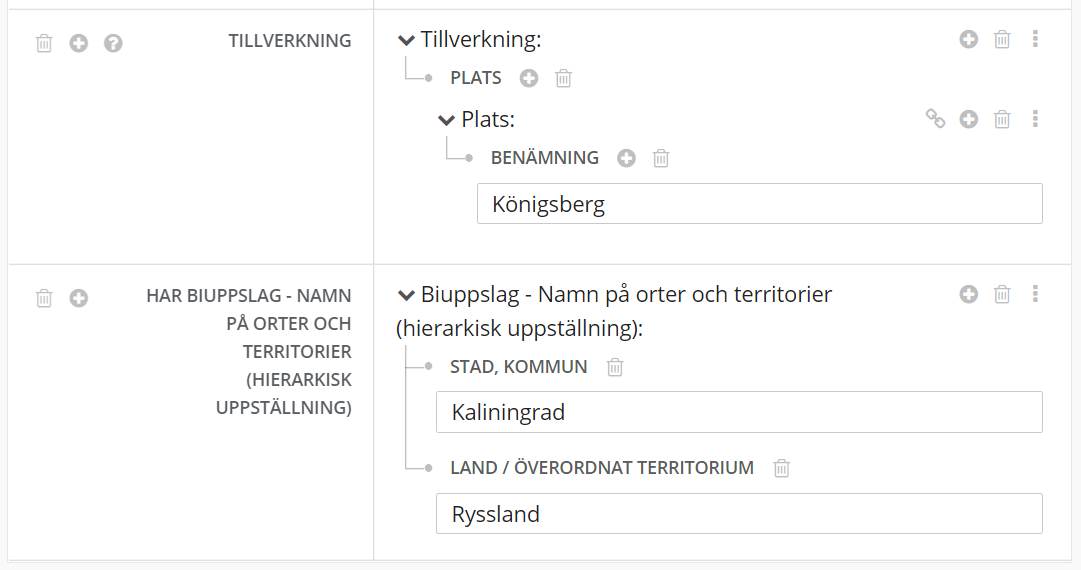 TILLVERKNING
Tillverkning:
PLATS
Plats:
BENÄMNING
Königsberg
HAR BIUPPSLAG - NAMN
PÅ ORTER OCH
TERRITORIER
(HIERARKISK
UPPSTÄLLNING)
Biuppslag - Namn på orter och territorier
(hierarkisk uppställning):
STAD, KOMMUN
Kaliningrad
LAND / ÖVERORDNAT TERRITORIUM
Ryssland